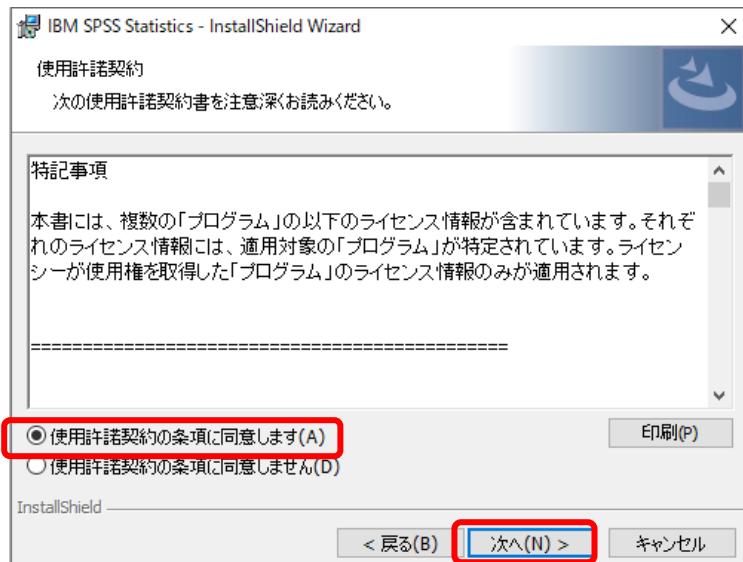 IBM SPSS Statistics - InstallShield Wizard
使用許諾契約
次の使用許諾契約書を注意深くお読みください。
特記事項
本書には、複数の「プログラム」の以下のライセンス情報が含まれています。それぞ
れのライセンス情報には、適用対象の「プログラム」が特定されています。ライセン
シーが使用権を取得した「プログラム」のライセンス情報のみが適用されます。
==============================================
使用許諾契約の条項に同意します(A)
印刷(P)
使用許諾契約の条項に同意しません(D)
InstallShield
< 戻る(B)
次へ(N) >
キャンセル